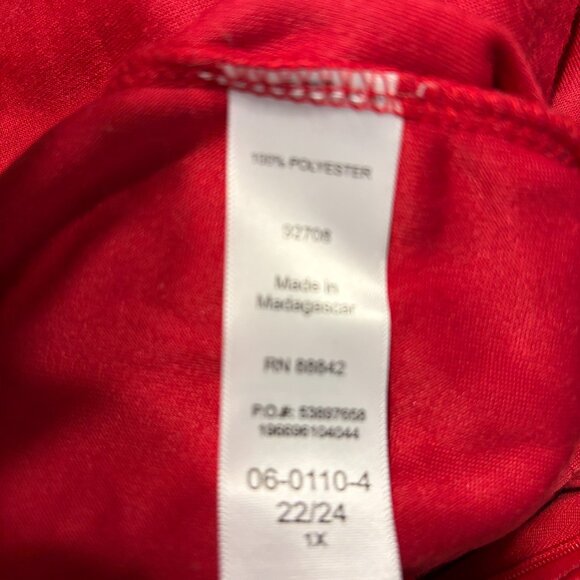 100% POLYESTER
92708
Made in
Madagascar
RN 88842
P.O.#: 53897658
196696104044
06-0110-4
22/24
1X